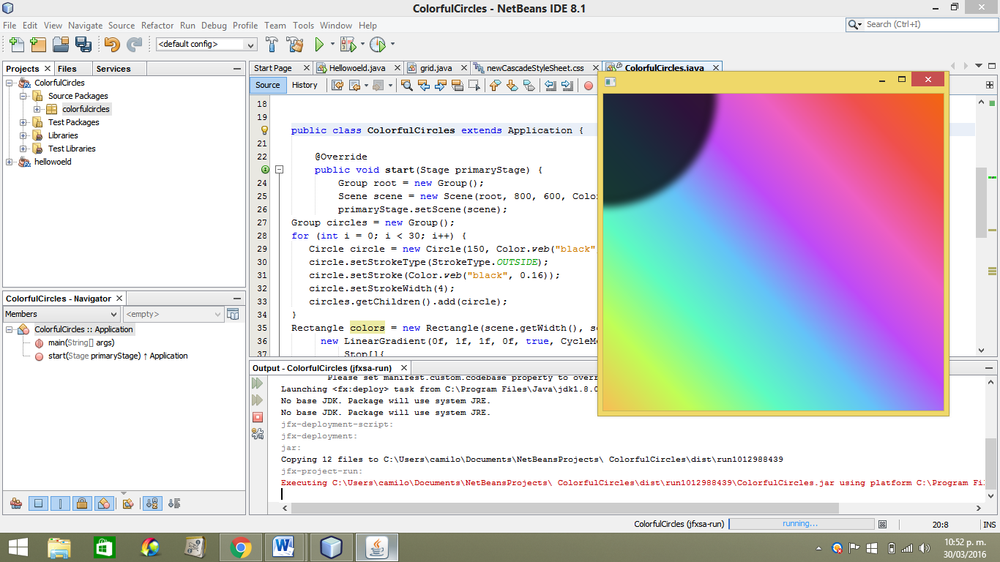 ColorfulCircles - NetBeans IDE 8.1
File Edit View Navigate Source Refactor Run Debug Profile Team Tools Window Help
Search (Ctrl+I)
<default config>
Projects Files Services
ColorfulCircles
Source Packages
colorfulcircles
Test Packages
Libraries
Test Libraries
hellowoeld
ColorfulCircles - Navigator
Members <empty>
ColorfulCircles :: Application
main(String[] args)
start(Stage primaryStage) ↑ Application
Start Page Hellowoeld.java grid.java newCascadeStyleSheet.css ColorfulCircles.java
Source History
18
19
public class ColorfulCircles extends Application {
21
22 @Override
public void start(Stage primaryStage) {
24 Group root = new Group();
25 Scene scene = new Scene(root, 800, 600, Colo
26 primaryStage.setScene(scene);
27 Group circles = new Group();
28 for (int i = 0; i < 30; i++) {
29 Circle circle = new Circle(150, Color.web("black"
30 circle.setStrokeType(StrokeType.OUTSIDE);
31 circle.setStroke(Color.web("black", 0.16));
32 circle.setStrokeWidth(4);
33 circles.getChildren().add(circle);
34 }
35 Rectangle colors = new Rectangle(scene.getWidth(), sc
36 new LinearGradient(0f, 1f, 1f, 0f, true, CycleMe
37 Stop[]{
Output - ColorfulCircles (jfxsa-run)
Please set manifest.custom.codebase property to overr
Launching <fx:deploy> task from C:\Program Files\Java\jdk1.8.0
No base JDK. Package will use system JRE.
No base JDK. Package will use system JRE.
jfx-deployment-script:
jfx-deployment:
jar:
Copying 12 files to C:\Users\camilo\Documents\NetBeansProjects\ ColorfulCircles\dist\run1012988439
jfx-project-run:
Executing C:\Users\camilo\Documents\NetBeansProjects\ ColorfulCircles\dist\run1012988439\ColorfulCircles.jar using platform C:\Program Fil
ColorfulCircles (jfxsa-run) running... 20:8 INS
10:52 p. m.
30/03/2016